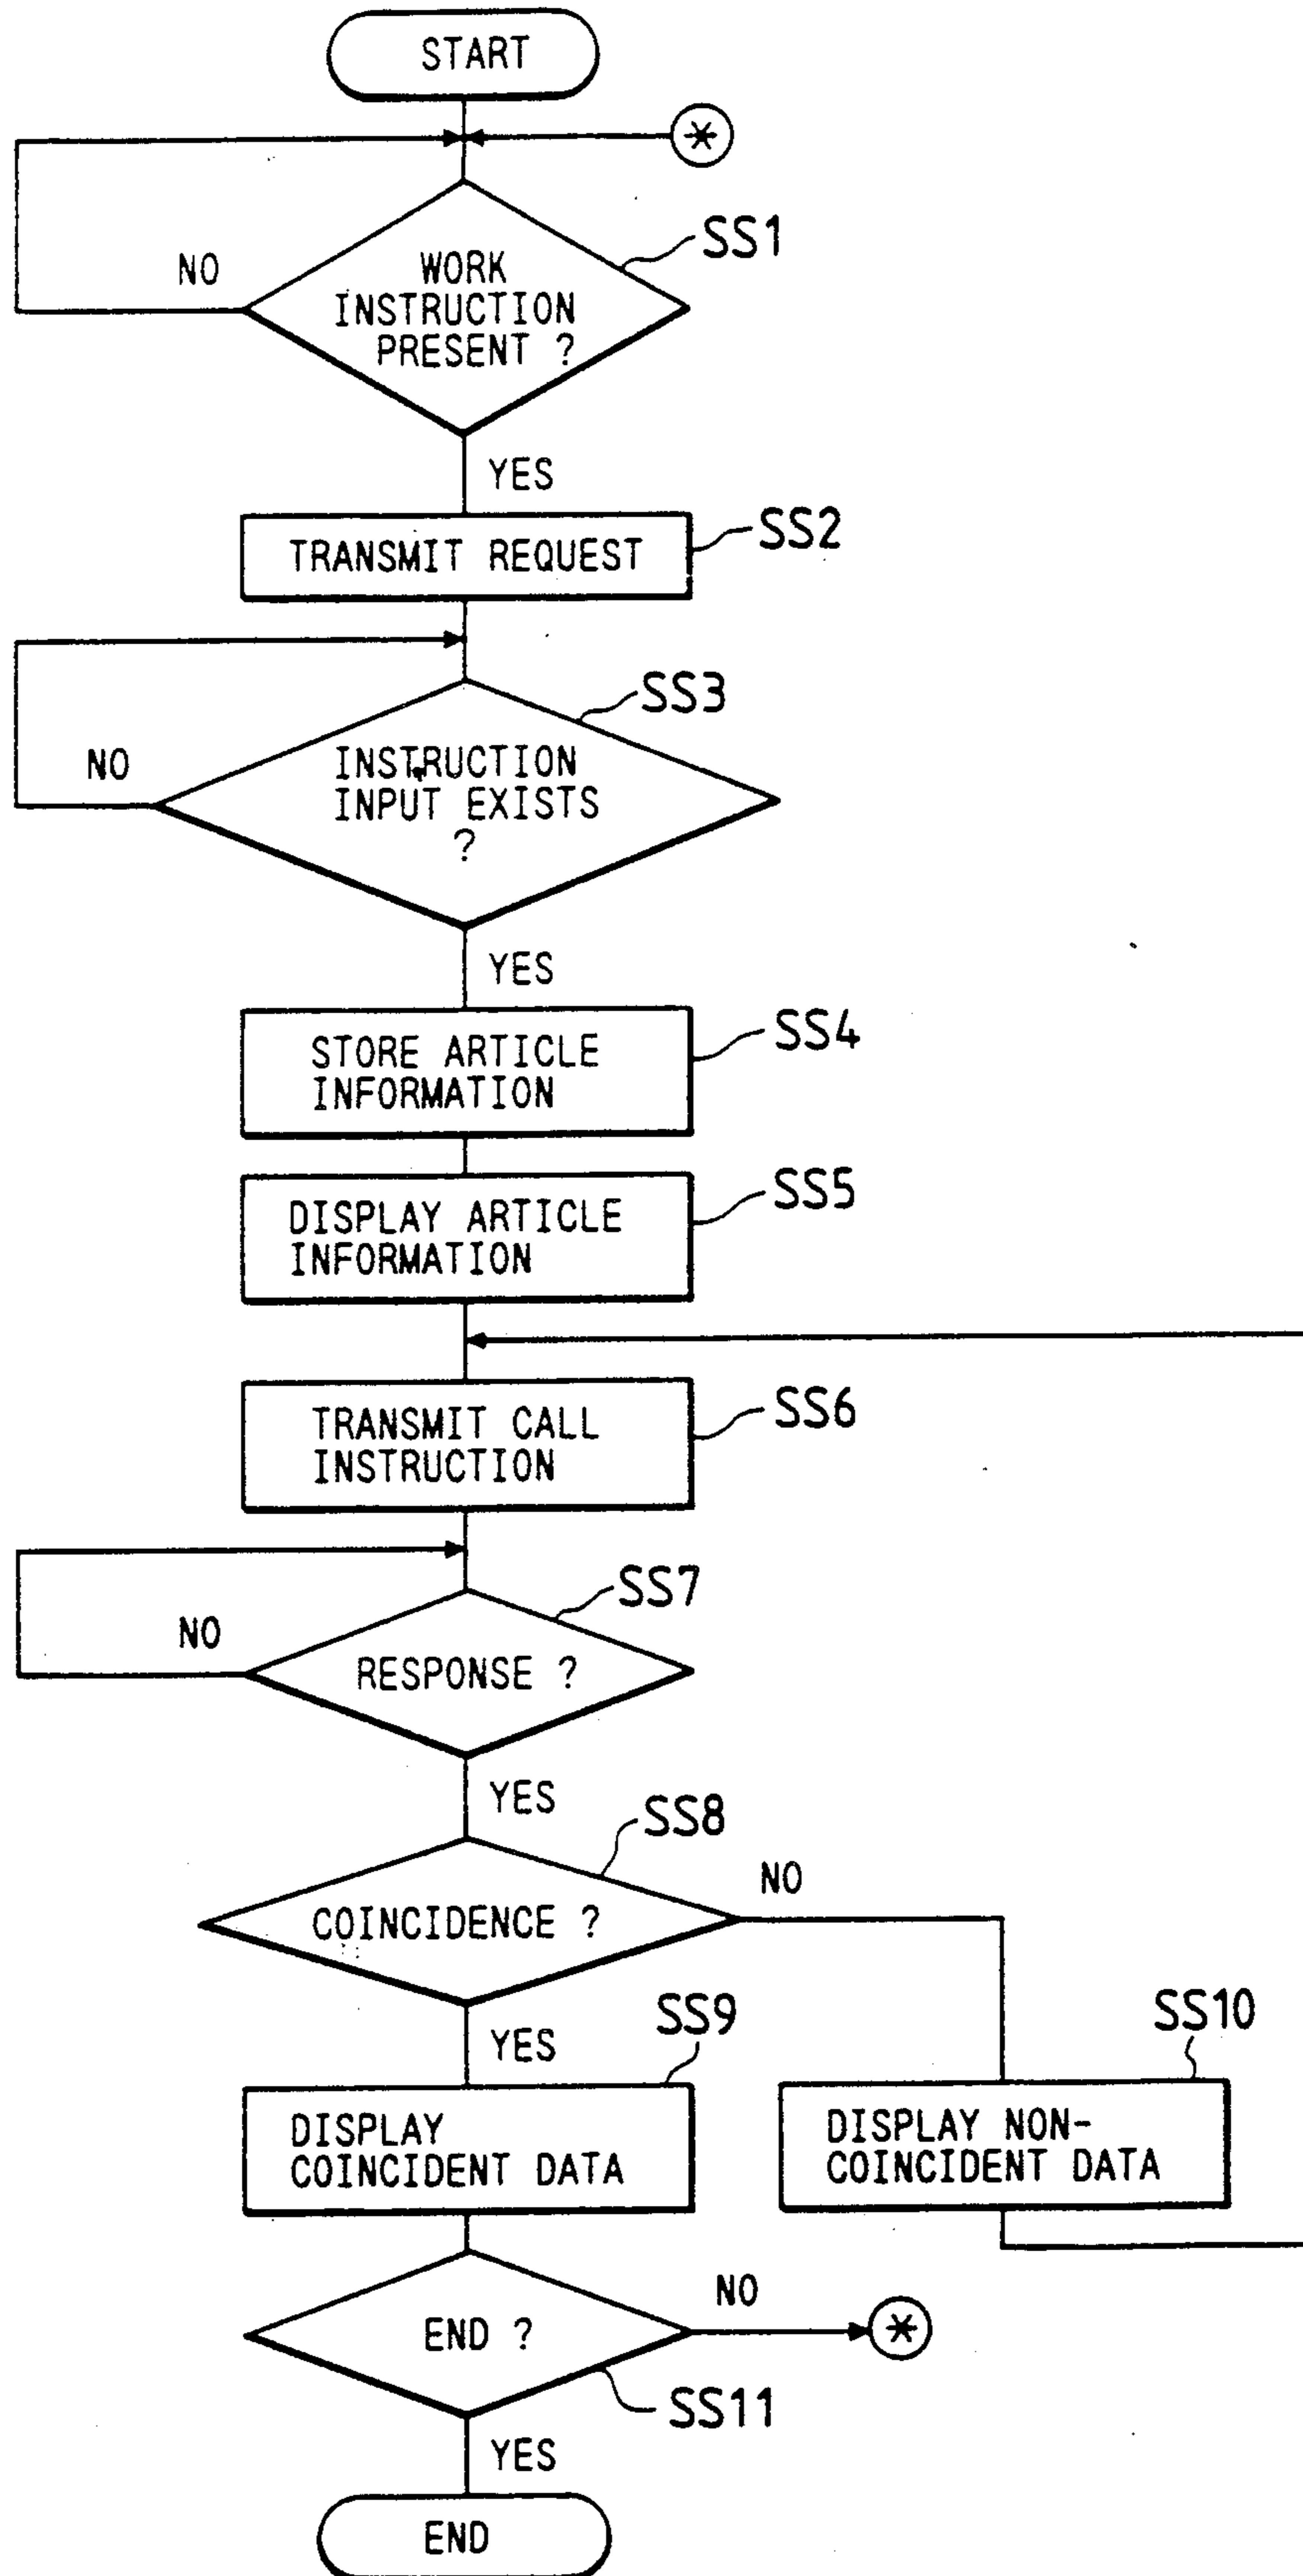 START
*
SS1
NO
WORK
INSTRUCTION
PRESENT ?
YES
SS2
TRANSMIT REQUEST
SS3
NO
INSTRUCTION
INPUT EXISTS
?
YES
SS4
STORE ARTICLE
INFORMATION
SS5
DISPLAY ARTICLE
INFORMATION
SS6
TRANSMIT CALL
INSTRUCTION
SS7
NO
RESPONSE ?
YES
SS8
NO
COINCIDENCE ?
YES
SS9
SS10
DISPLAY
COINCIDENT DATA
DISPLAY NON-
COINCIDENT DATA
NO
END ?
*
SS11
YES
END